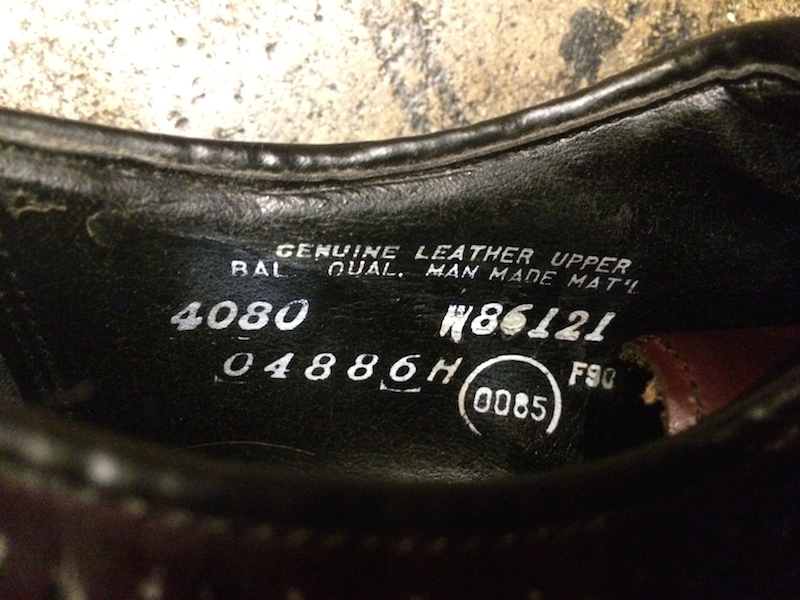 GENUINE LEATHER UPPER
BAL. QUAL. MAN MADE MAT'L
4080 W86121
04886H 0085 F90